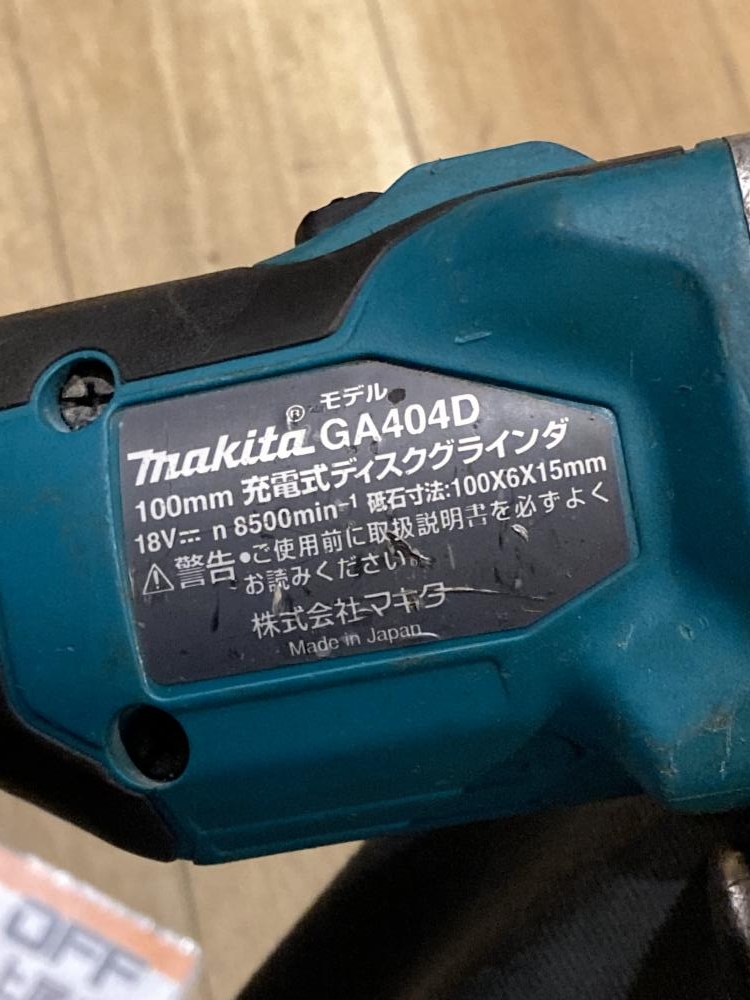 ® モデル
makita GA404D
100mm 充電式ディスクグラインダ
18V⎓ n 8500min⁻¹ 砥石寸法:100X6X15mm
⚠警告 •ご使用前に取扱説明書を必ずよく
お読みください。
株式会社マキタ
Made in Japan
OFF